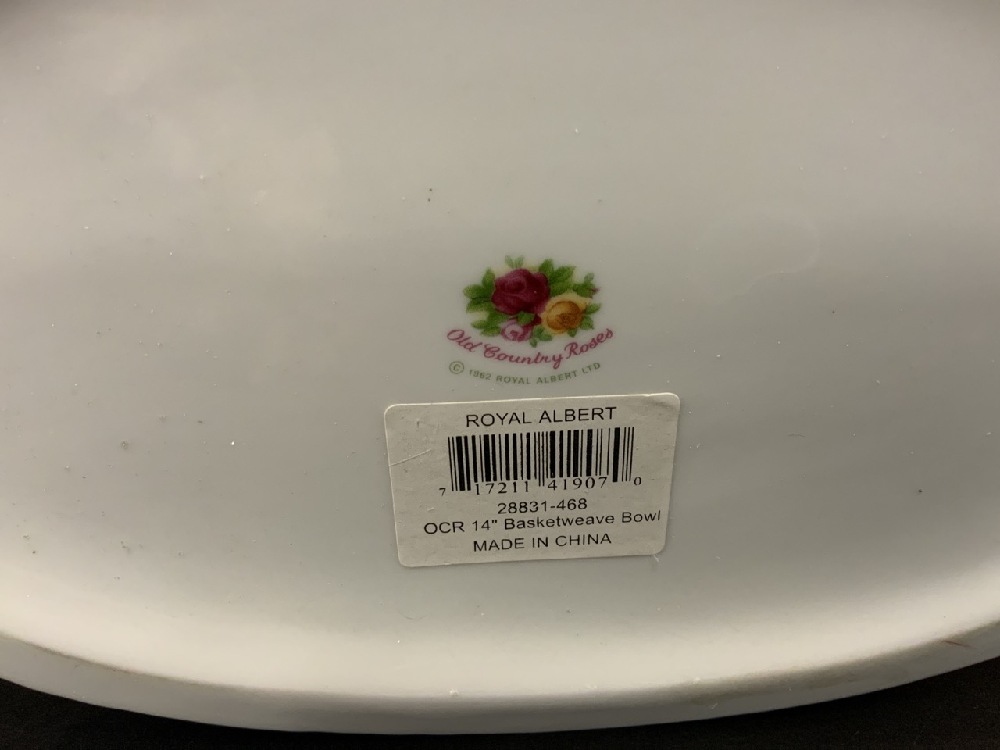 Old Country Roses
© 1962 ROYAL ALBERT LTD
ROYAL ALBERT
7 17211 41907 0
28831-468
OCR 14" Basketweave Bowl
MADE IN CHINA